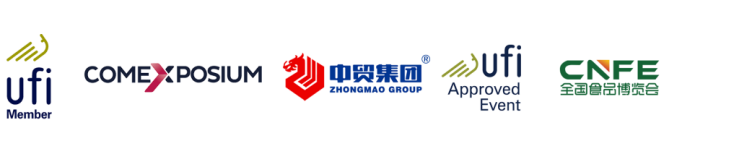 ufi
Member
COMEXPOSIUM
中贸集团®
ZHONGMAO GROUP
ufi
Approved
Event
CNFE
全国食品博览会